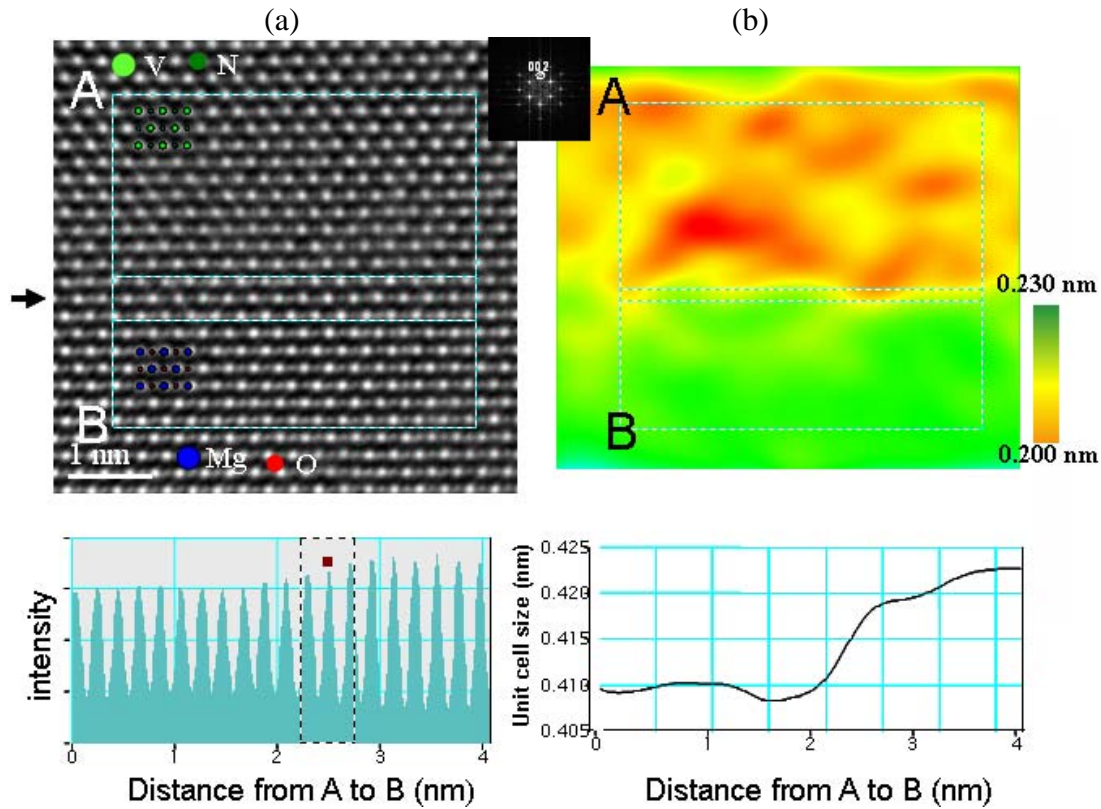 (a)
(b)
V N
002
A
A
B
B
1 nm
Mg O
0.230 nm
0.200 nm
intensity
0 1 2 3 4
Distance from A to B (nm)
Unit cell size (nm)
0.425
0.420
0.415
0.410
0.405
0 1 2 3 4
Distance from A to B (nm)